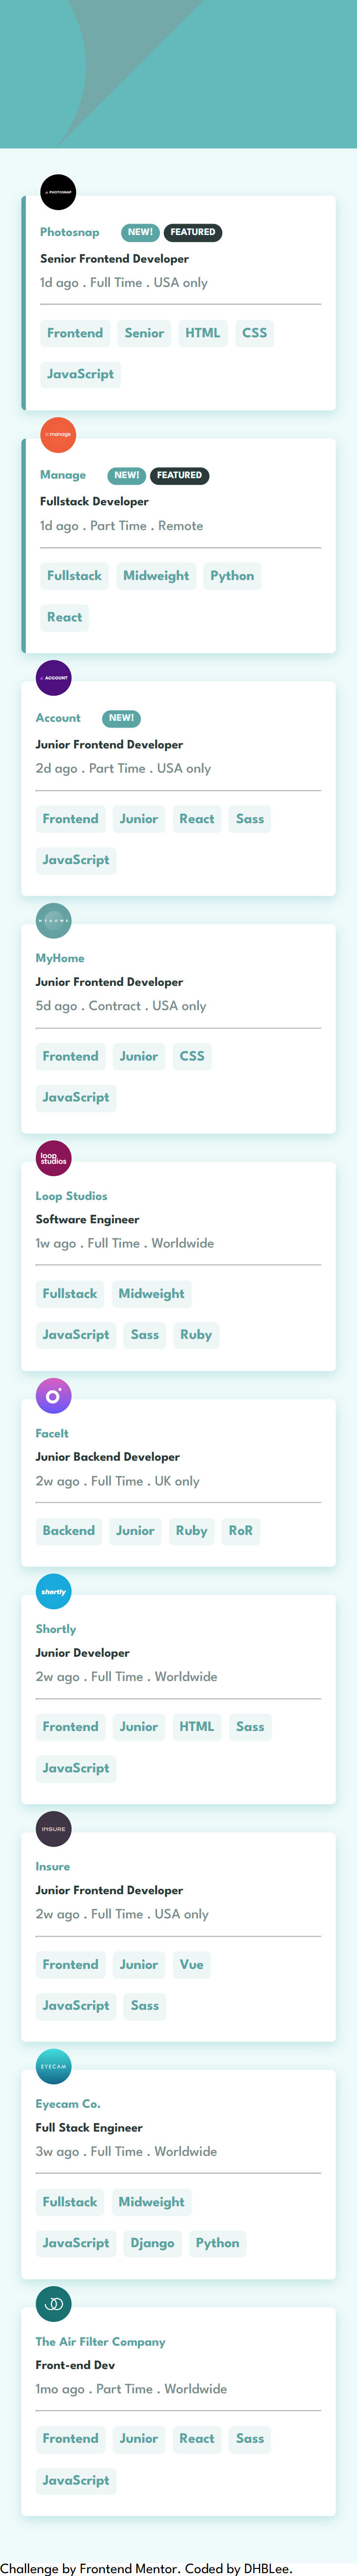 PHOTOSNAP
Photosnap NEW! FEATURED
Senior Frontend Developer
1d ago . Full Time . USA only
Frontend Senior HTML CSS
JavaScript
manage
Manage NEW! FEATURED
Fullstack Developer
1d ago . Part Time . Remote
Fullstack Midweight Python
React
ACCOUNT
Account NEW!
Junior Frontend Developer
2d ago . Part Time . USA only
Frontend Junior React Sass
JavaScript
MYHOME
MyHome
Junior Frontend Developer
5d ago . Contract . USA only
Frontend Junior CSS
JavaScript
loop
studios
Loop Studios
Software Engineer
1w ago . Full Time . Worldwide
Fullstack Midweight
JavaScript Sass Ruby
FaceIt
Junior Backend Developer
2w ago . Full Time . UK only
Backend Junior Ruby RoR
shortly
Shortly
Junior Developer
2w ago . Full Time . Worldwide
Frontend Junior HTML Sass
JavaScript
INSURE
Insure
Junior Frontend Developer
2w ago . Full Time . USA only
Frontend Junior Vue
JavaScript Sass
EYECAM
Eyecam Co.
Full Stack Engineer
3w ago . Full Time . Worldwide
Fullstack Midweight
JavaScript Django Python
The Air Filter Company
Front-end Dev
1mo ago . Part Time . Worldwide
Frontend Junior React Sass
JavaScript
Challenge by Frontend Mentor. Coded by DHBLee.